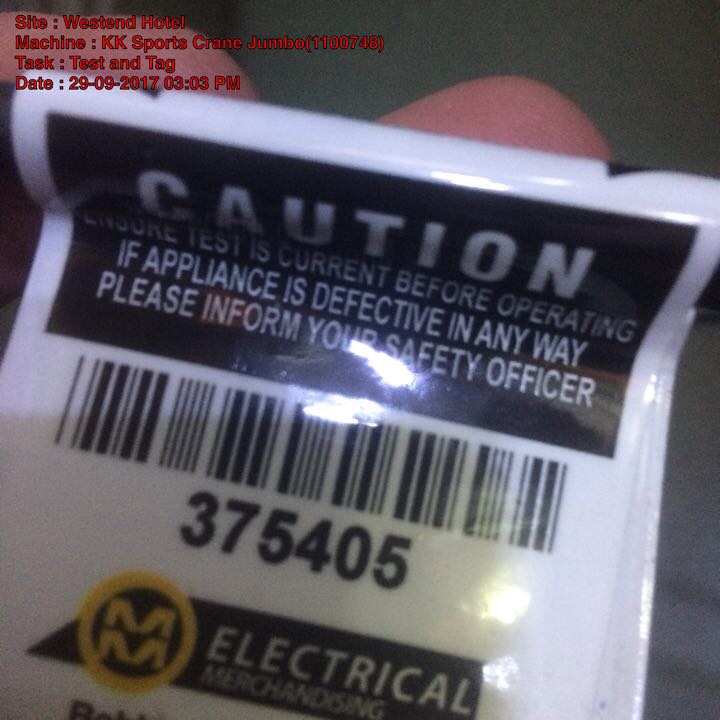 Site : Westend Hotel
Machine : KK Sports Crane Jumbo(1100748)
Task : Test and Tag
Date : 29-09-2017 03:03 PM
CAUTION
ENSURE TEST IS CURRENT BEFORE OPERATING
IF APPLIANCE IS DEFECTIVE IN ANY WAY
PLEASE INFORM YOUR SAFETY OFFICER
375405
MM
ELECTRICAL
MERCHANDISING